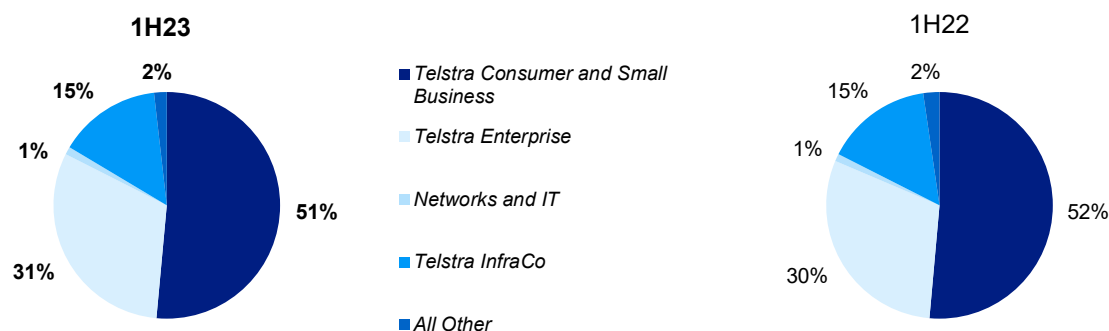 1H23
2%
15%
1%
31%
51%
Telstra Consumer and Small
Business
Telstra Enterprise
Networks and IT
Telstra InfraCo
All Other
1H22
2%
15%
1%
30%
52%